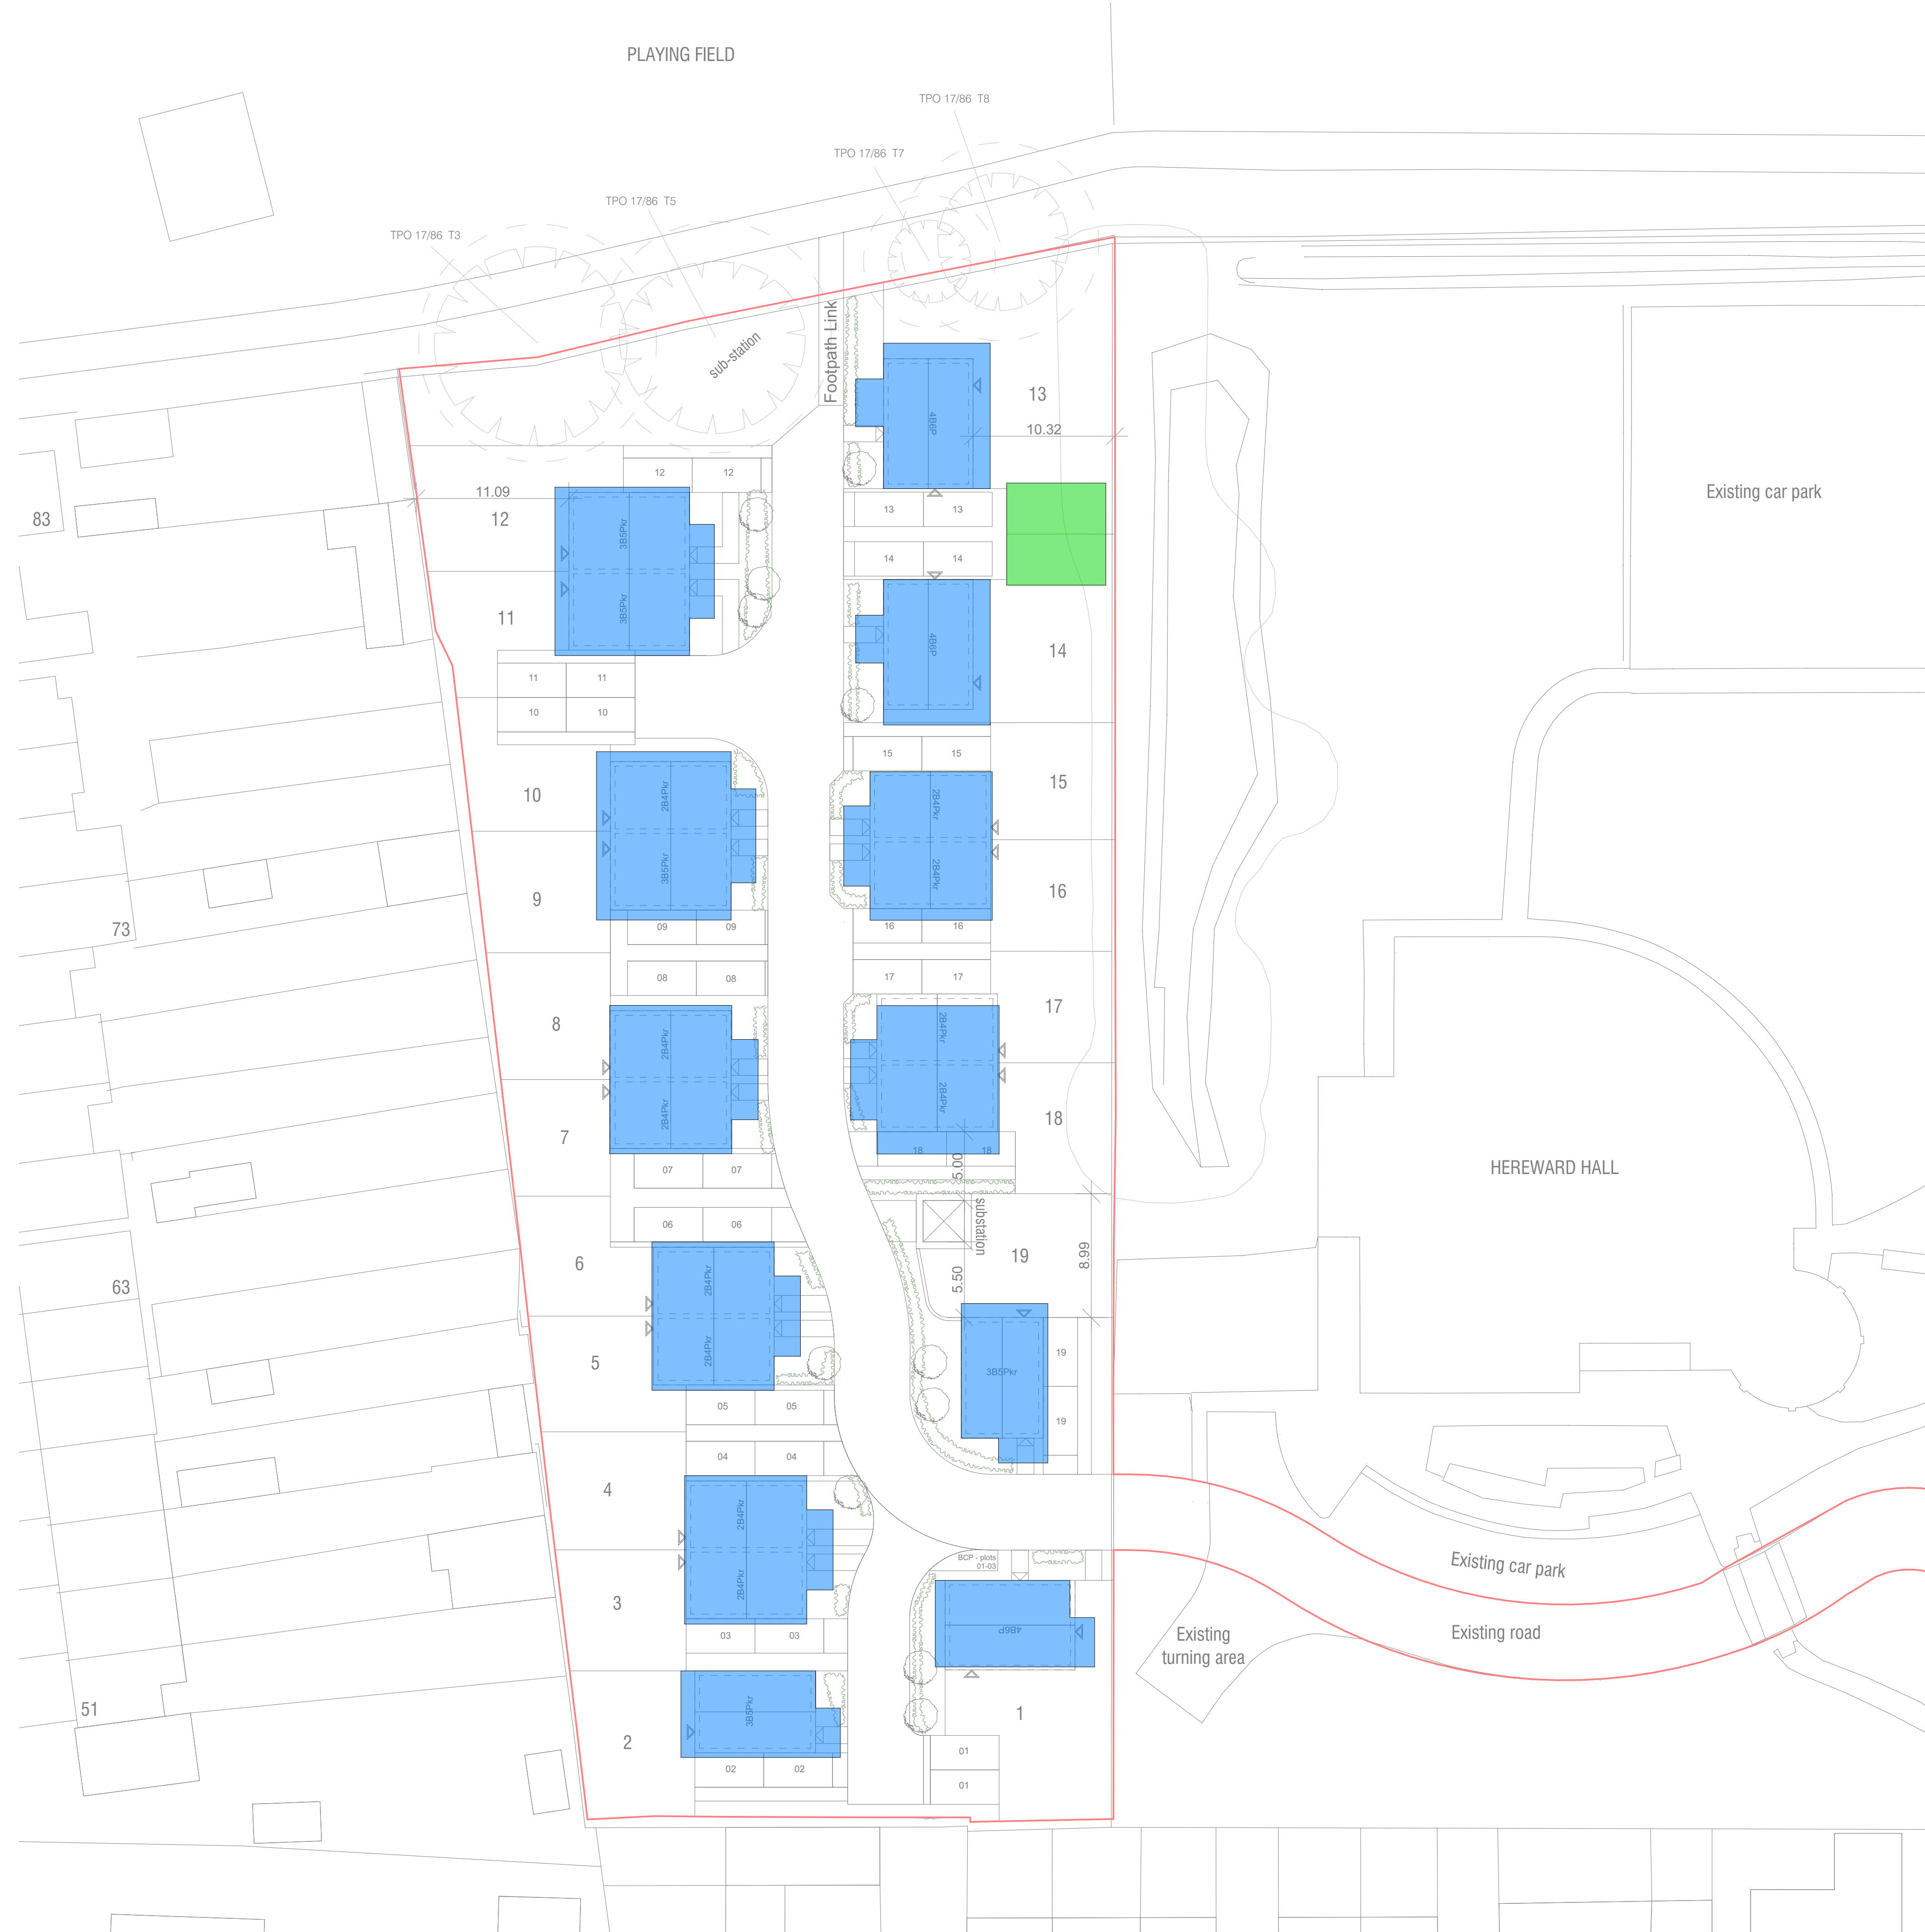 PLAYING FIELD
TPO 17/86  T8
TPO 17/86  T7
TPO 17/86  T5
TPO 17/86  T3
sub-station
Footpath Link
4B6P
13
10.32
12
12
11.09
12
83
3B5Pkr
3B5Pkr
13
13
14
14
Existing car park
11
4B6P
14
11
11
10
10
15
15
15
10
2B4Pkr
3B5Pkr
2B4Pkr
2B4Pkr
9
16
73
09
09
16
16
08
08
17
17
8
2B4Pkr
2B4Pkr
2B4Pkr
2B4Pkr
17
7
18
18
18
5.00
HEREWARD HALL
07
07
06
06
substation
19
8.99
5.50
6
63
2B4Pkr
2B4Pkr
5
3B5Pkr
19
19
05
05
04
04
4
2B4Pkr
2B4Pkr
BCP - plots
01-03
Existing car park
3
03
03
4B6P
Existing
turning area
Existing road
51
3B5Pkr
2
1
02
02
01
01